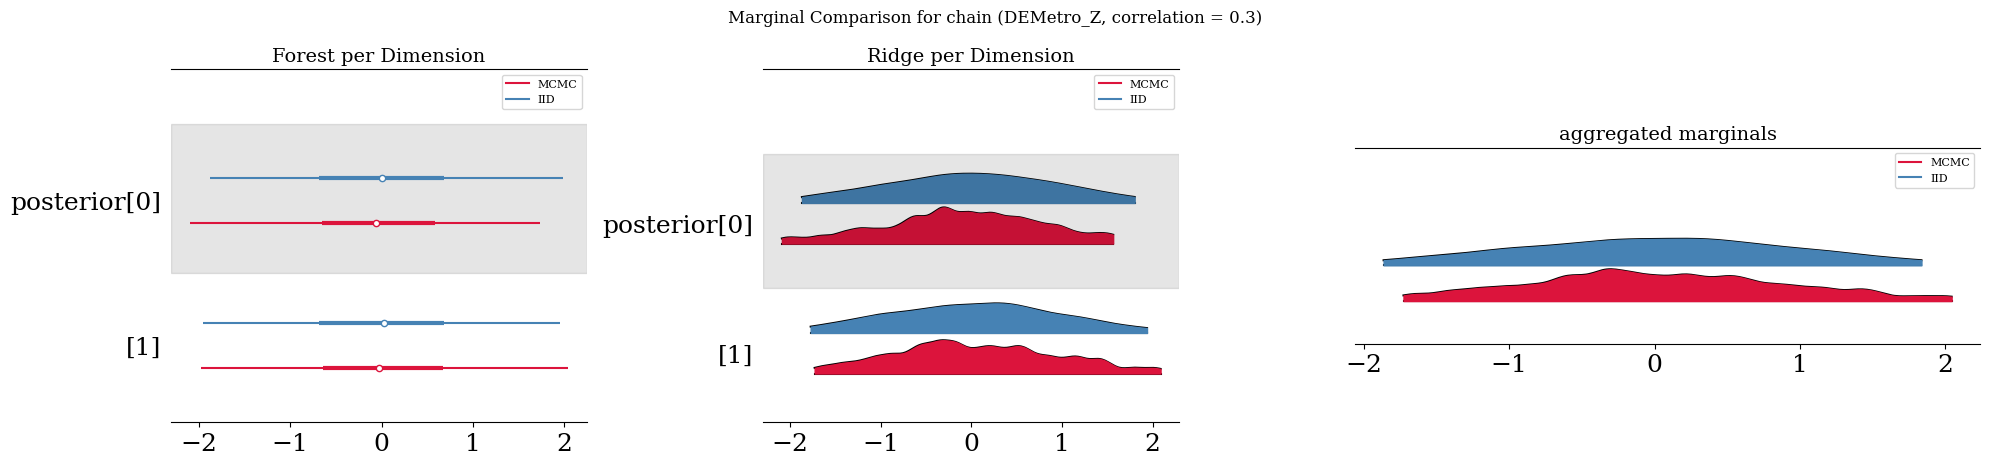 Marginal Comparison for chain (DEMetro_Z, correlation = 0.3)
Forest per Dimension
MCMC
IID
posterior[0]
[1]
−2 −1 0 1 2
Ridge per Dimension
MCMC
IID
posterior[0]
[1]
−2 −1 0 1 2
aggregated marginals
MCMC
IID
−2 −1 0 1 2